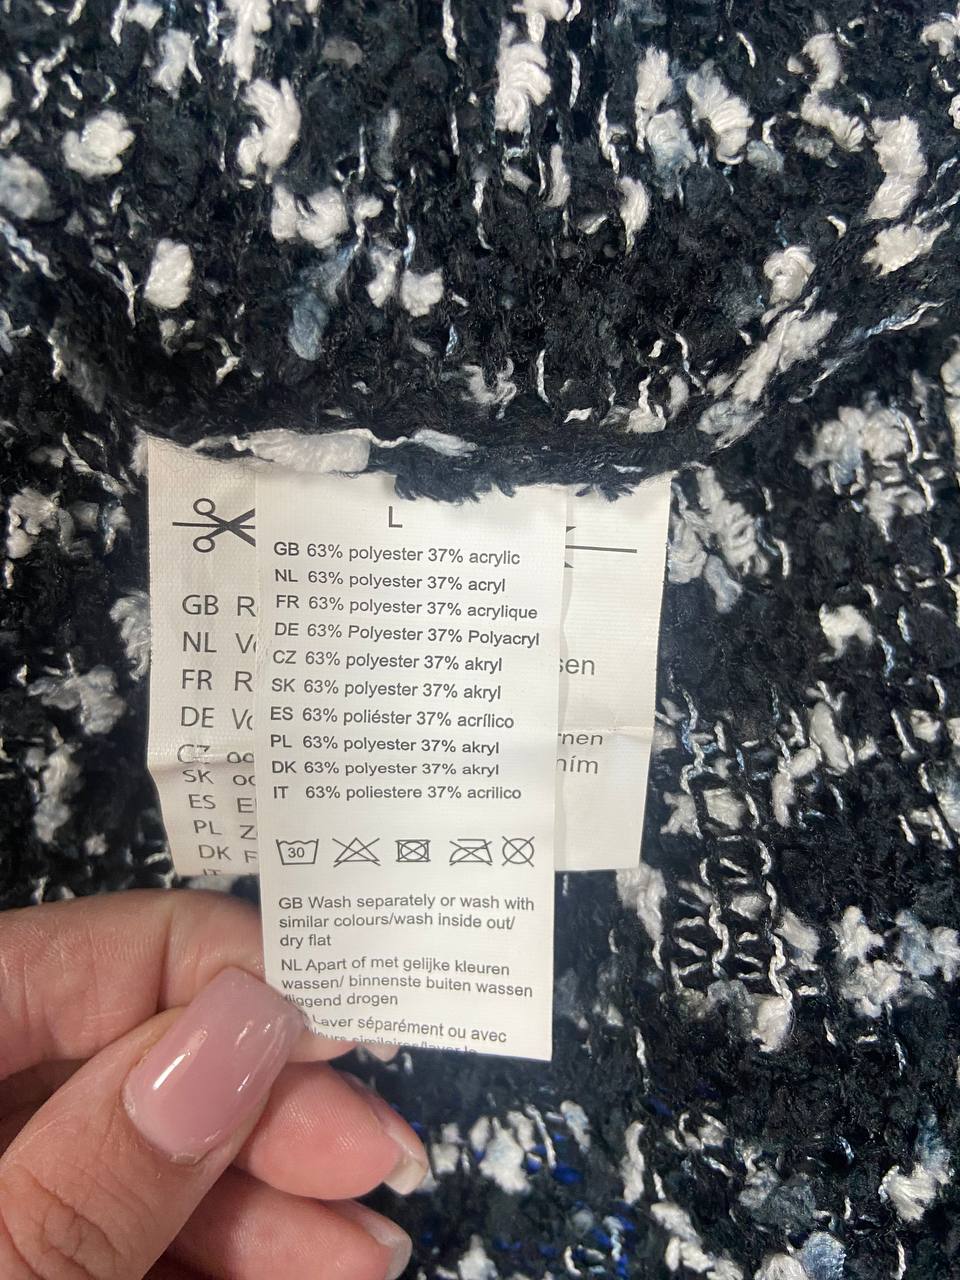 L
GB 63% polyester 37% acrylic
NL 63% polyester 37% acryl
FR 63% polyester 37% acrylique
DE 63% Polyester 37% Polyacryl
CZ 63% polyester 37% akryl
SK 63% polyester 37% akryl
ES 63% poliéster 37% acrílico
PL 63% polyester 37% akryl
DK 63% polyester 37% akryl
IT 63% poliestere 37% acrilico
30
GB Wash separately or wash with
similar colours/wash inside out/
dry flat
NL Apart of met gelijke kleuren
wassen/ binnenste buiten wassen
/liggend drogen
Laver séparément ou avec
similaires/laver le
GB
NL
FR
DE
CZ
SK
ES
PL
DK
IT